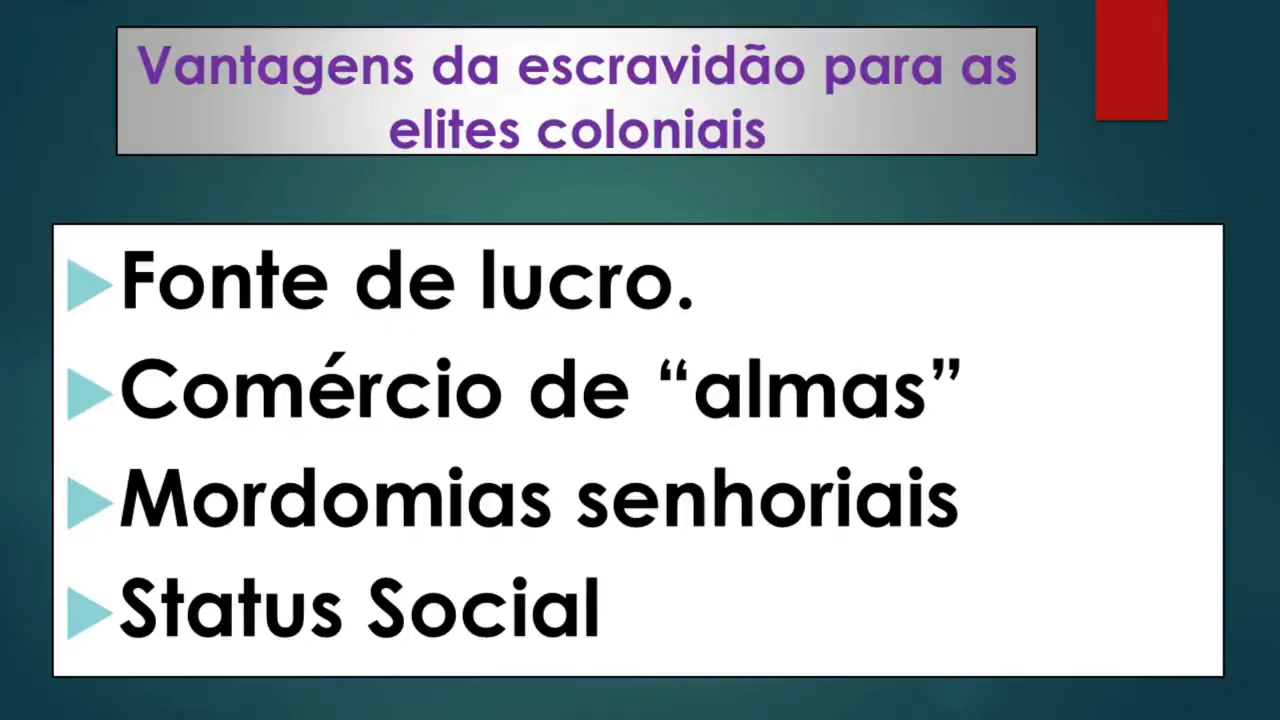 Vantagens da escravidão para as
elites coloniais
Fonte de lucro.
Comércio de “almas”
Mordomias senhoriais
Status Social